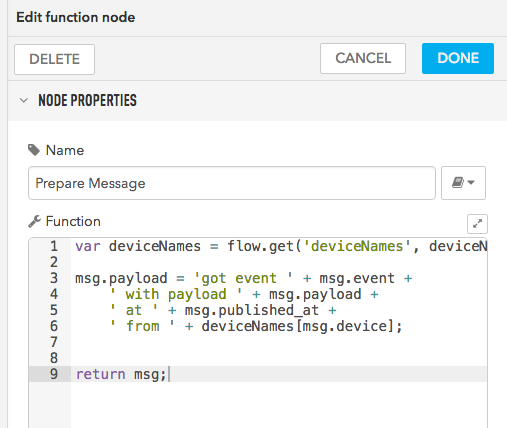 Edit function node
DELETE
CANCEL
DONE
NODE PROPERTIES
Name
Prepare Message
Function
1 var deviceNames = flow.get('deviceNames', deviceN
2
3 msg.payload = 'got event ' + msg.event +
4     ' with payload ' + msg.payload +
5     ' at ' + msg.published_at +
6     ' from ' + deviceNames[msg.device];
7
8
9 return msg;